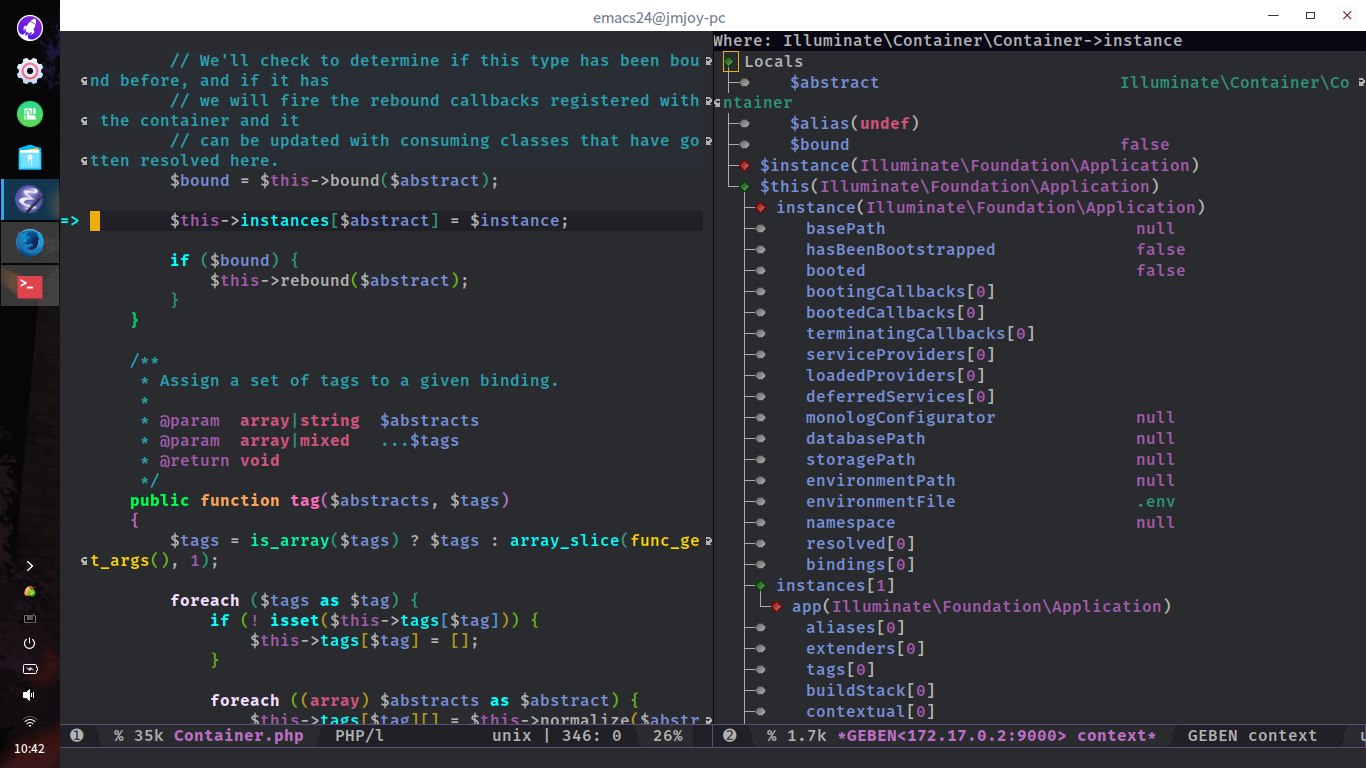 emacs24@jmjoy-pc
// We'll check to determine if this type has been bou
nd before, and if it has
// we will fire the rebound callbacks registered with
the container and it
// can be updated with consuming classes that have go
tten resolved here.
$bound = $this->bound($abstract);
=> $this->instances[$abstract] = $instance;
if ($bound) {
$this->rebound($abstract);
}
}
/**
* Assign a set of tags to a given binding.
*
* @param  array|string  $abstracts
* @param  array|mixed   ...$tags
* @return void
*/
public function tag($abstracts, $tags)
{
$tags = is_array($tags) ? $tags : array_slice(func_ge
t_args(), 1);
foreach ($tags as $tag) {
if (! isset($this->tags[$tag])) {
$this->tags[$tag] = [];
}
foreach ((array) $abstracts as $abstract) {
$this->tags[$tag][] = $this->normalize($abstr
1 % 35k Container.php PHP/l unix | 346: 0 26%
Where: Illuminate\Container\Container->instance
Locals
$abstract Illuminate\Container\Co
ntainer
$alias(undef)
$bound false
$instance(Illuminate\Foundation\Application)
$this(Illuminate\Foundation\Application)
instance(Illuminate\Foundation\Application)
basePath null
hasBeenBootstrapped false
booted false
bootingCallbacks[0]
bootedCallbacks[0]
terminatingCallbacks[0]
serviceProviders[0]
loadedProviders[0]
deferredServices[0]
monologConfigurator null
databasePath null
storagePath null
environmentPath null
environmentFile .env
namespace null
resolved[0]
bindings[0]
instances[1]
app(Illuminate\Foundation\Application)
aliases[0]
extenders[0]
tags[0]
buildStack[0]
contextual[0]
2 % 1.7k *GEBEN<172.17.0.2:9000> context* GEBEN context u
10:42